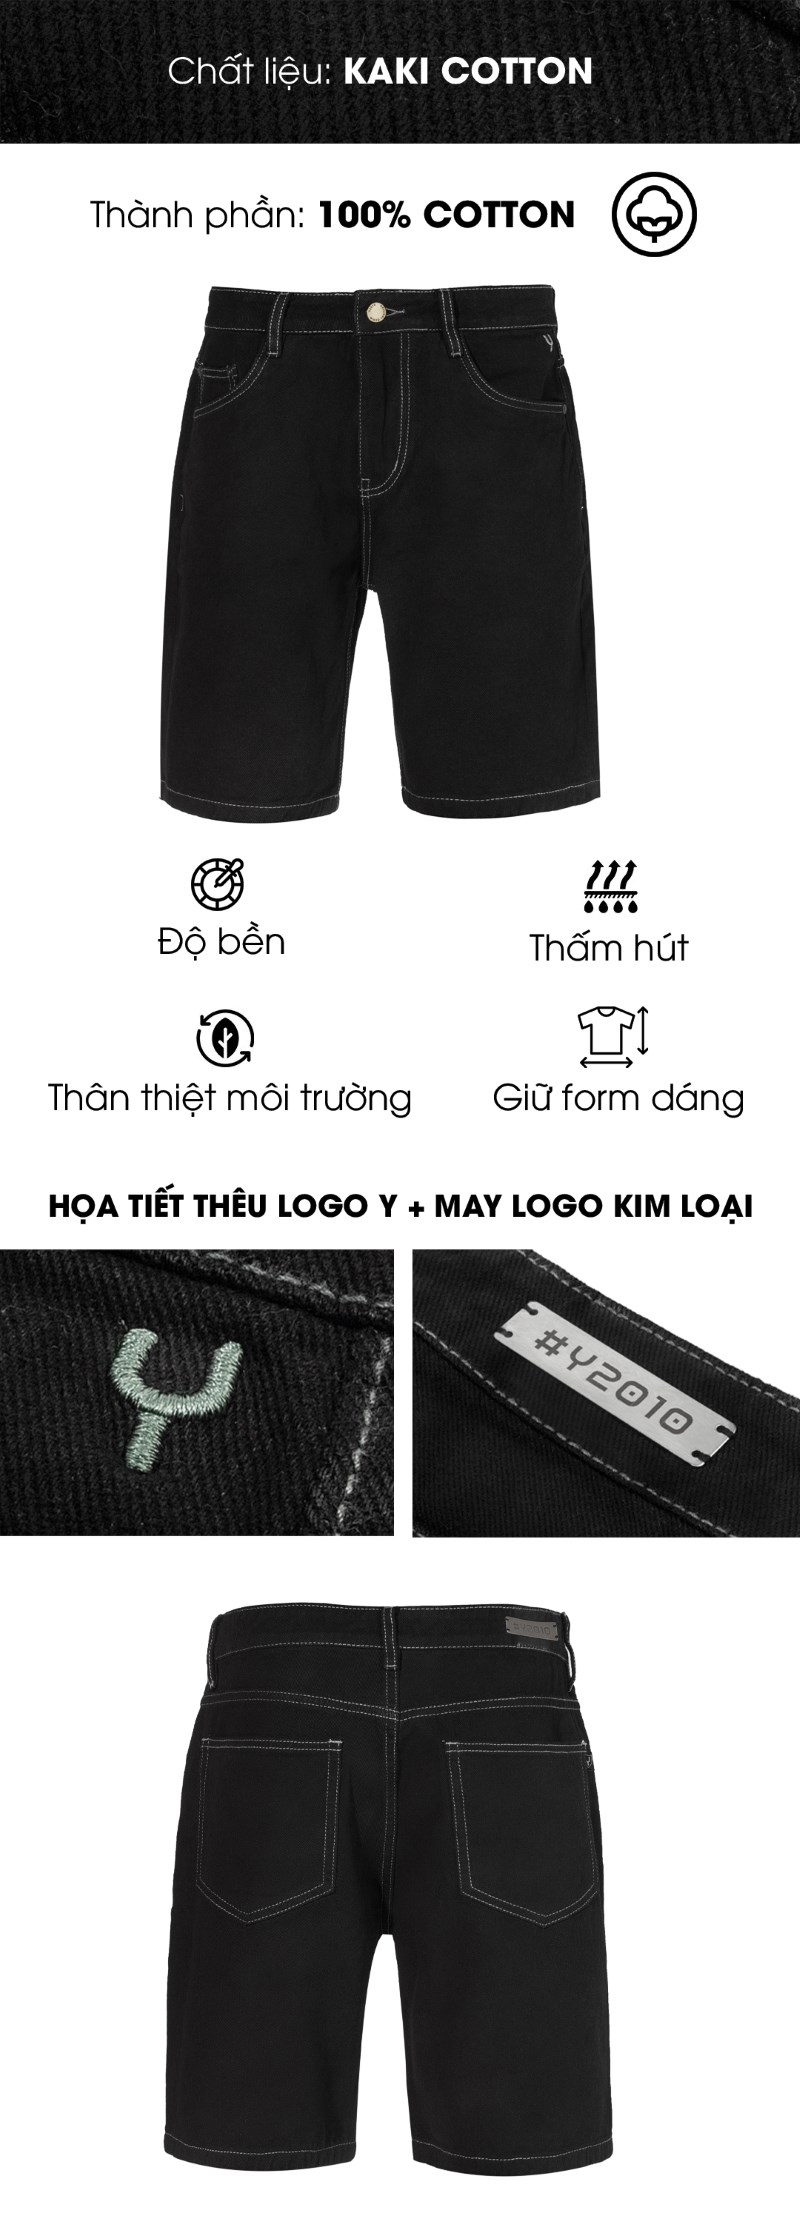 Chất liệu: KAKI COTTON
Thành phần: 100% COTTON
Độ bền
Thấm hút
Thân thiệt môi trường
Giữ form dáng
HỌA TIẾT THÊU LOGO Y + MAY LOGO KIM LOẠI
#Y2010
#Y2010